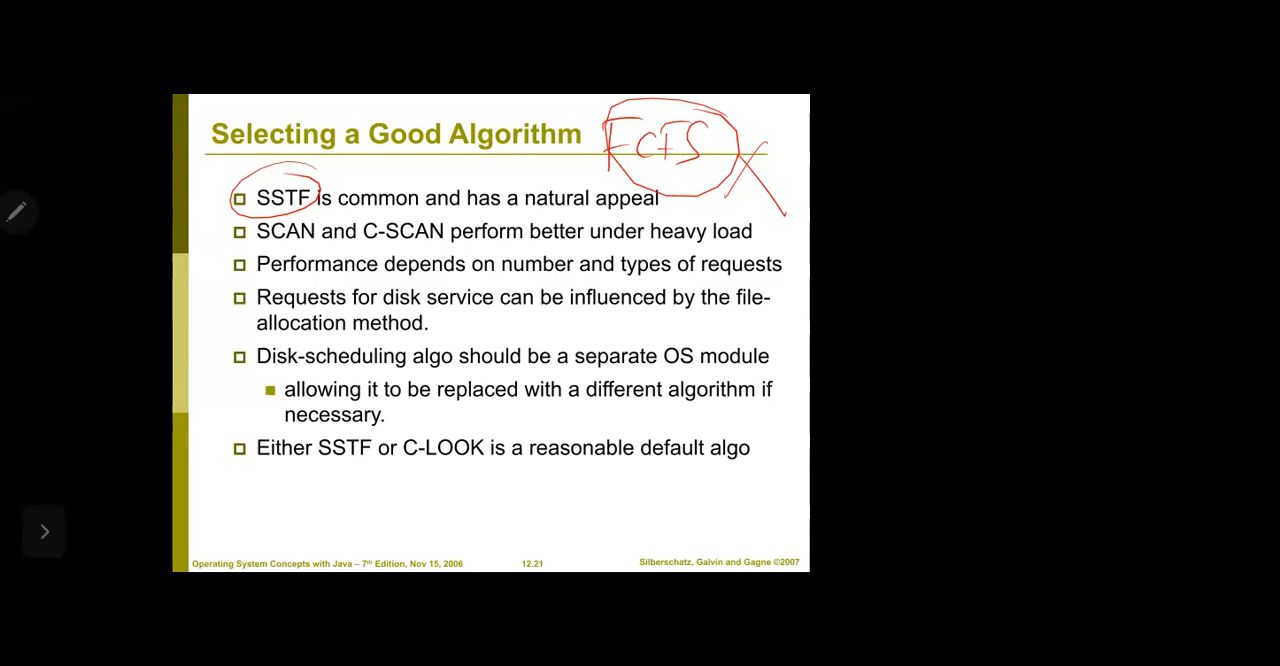 Selecting a Good Algorithm
FCFS
SSTF is common and has a natural appeal
SCAN and C-SCAN perform better under heavy load
Performance depends on number and types of requests
Requests for disk service can be influenced by the file-
allocation method.
Disk-scheduling algo should be a separate OS module
allowing it to be replaced with a different algorithm if
necessary.
Either SSTF or C-LOOK is a reasonable default algo
Operating System Concepts with Java – 7th Edition, Nov 15, 2006
12.21
Silberschatz, Galvin and Gagne ©2007